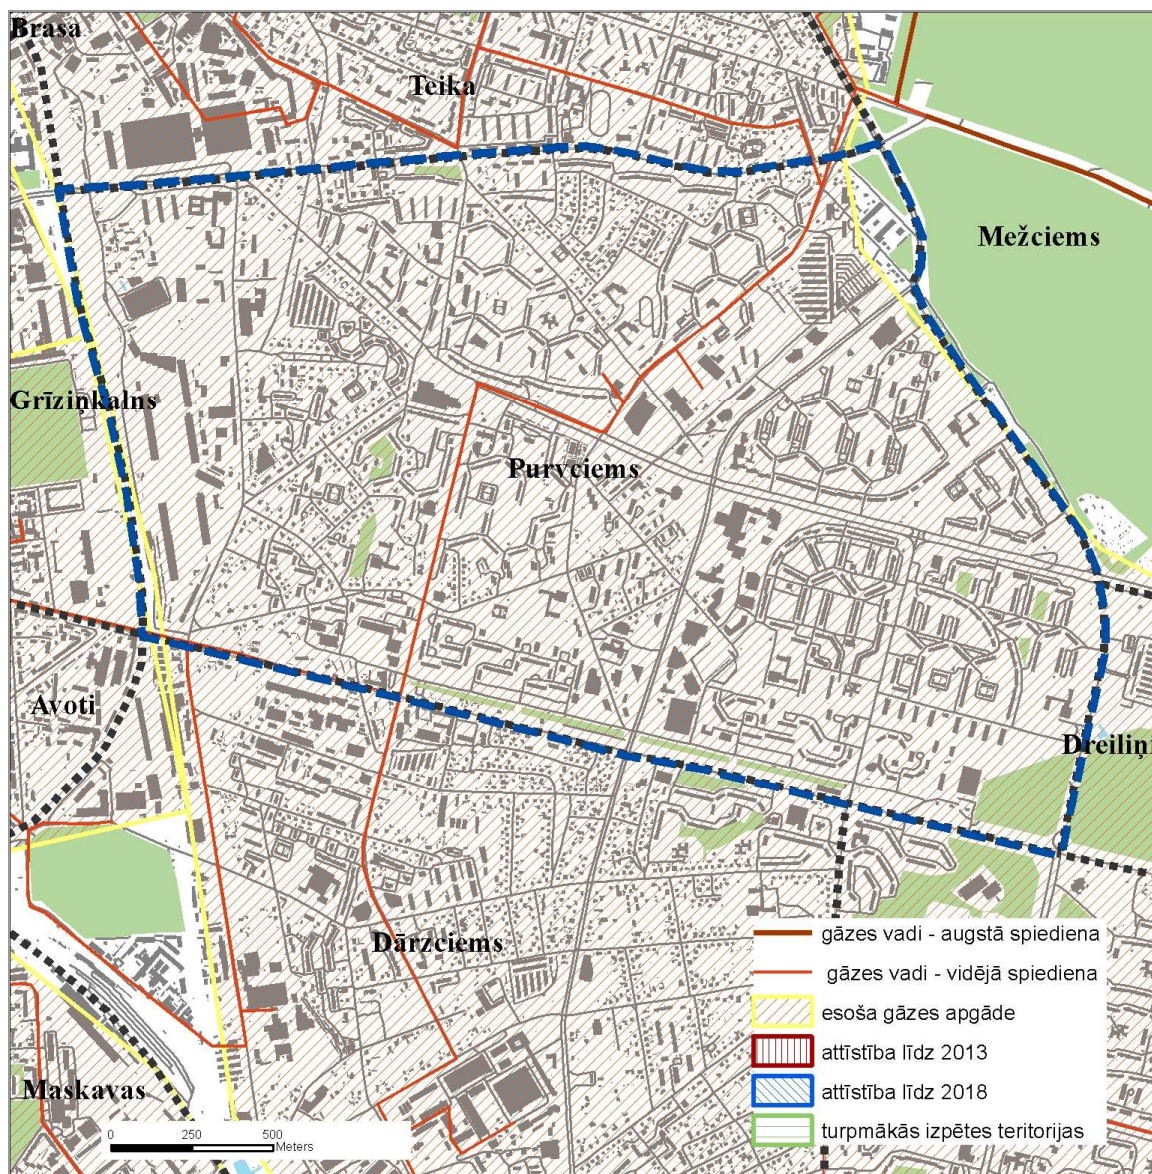 Brasa
Teika
Mežciems
Grīziņkalns
Purvciems
Avoti
Dreiliņi
Dārzciems
Maskavas
gāzes vadi - augstā spiediena
gāzes vadi - vidējā spiediena
esoša gāzes apgāde
attīstība līdz 2013
attīstība līdz 2018
turpmākās izpētes teritorijas
0 250 500
Meters